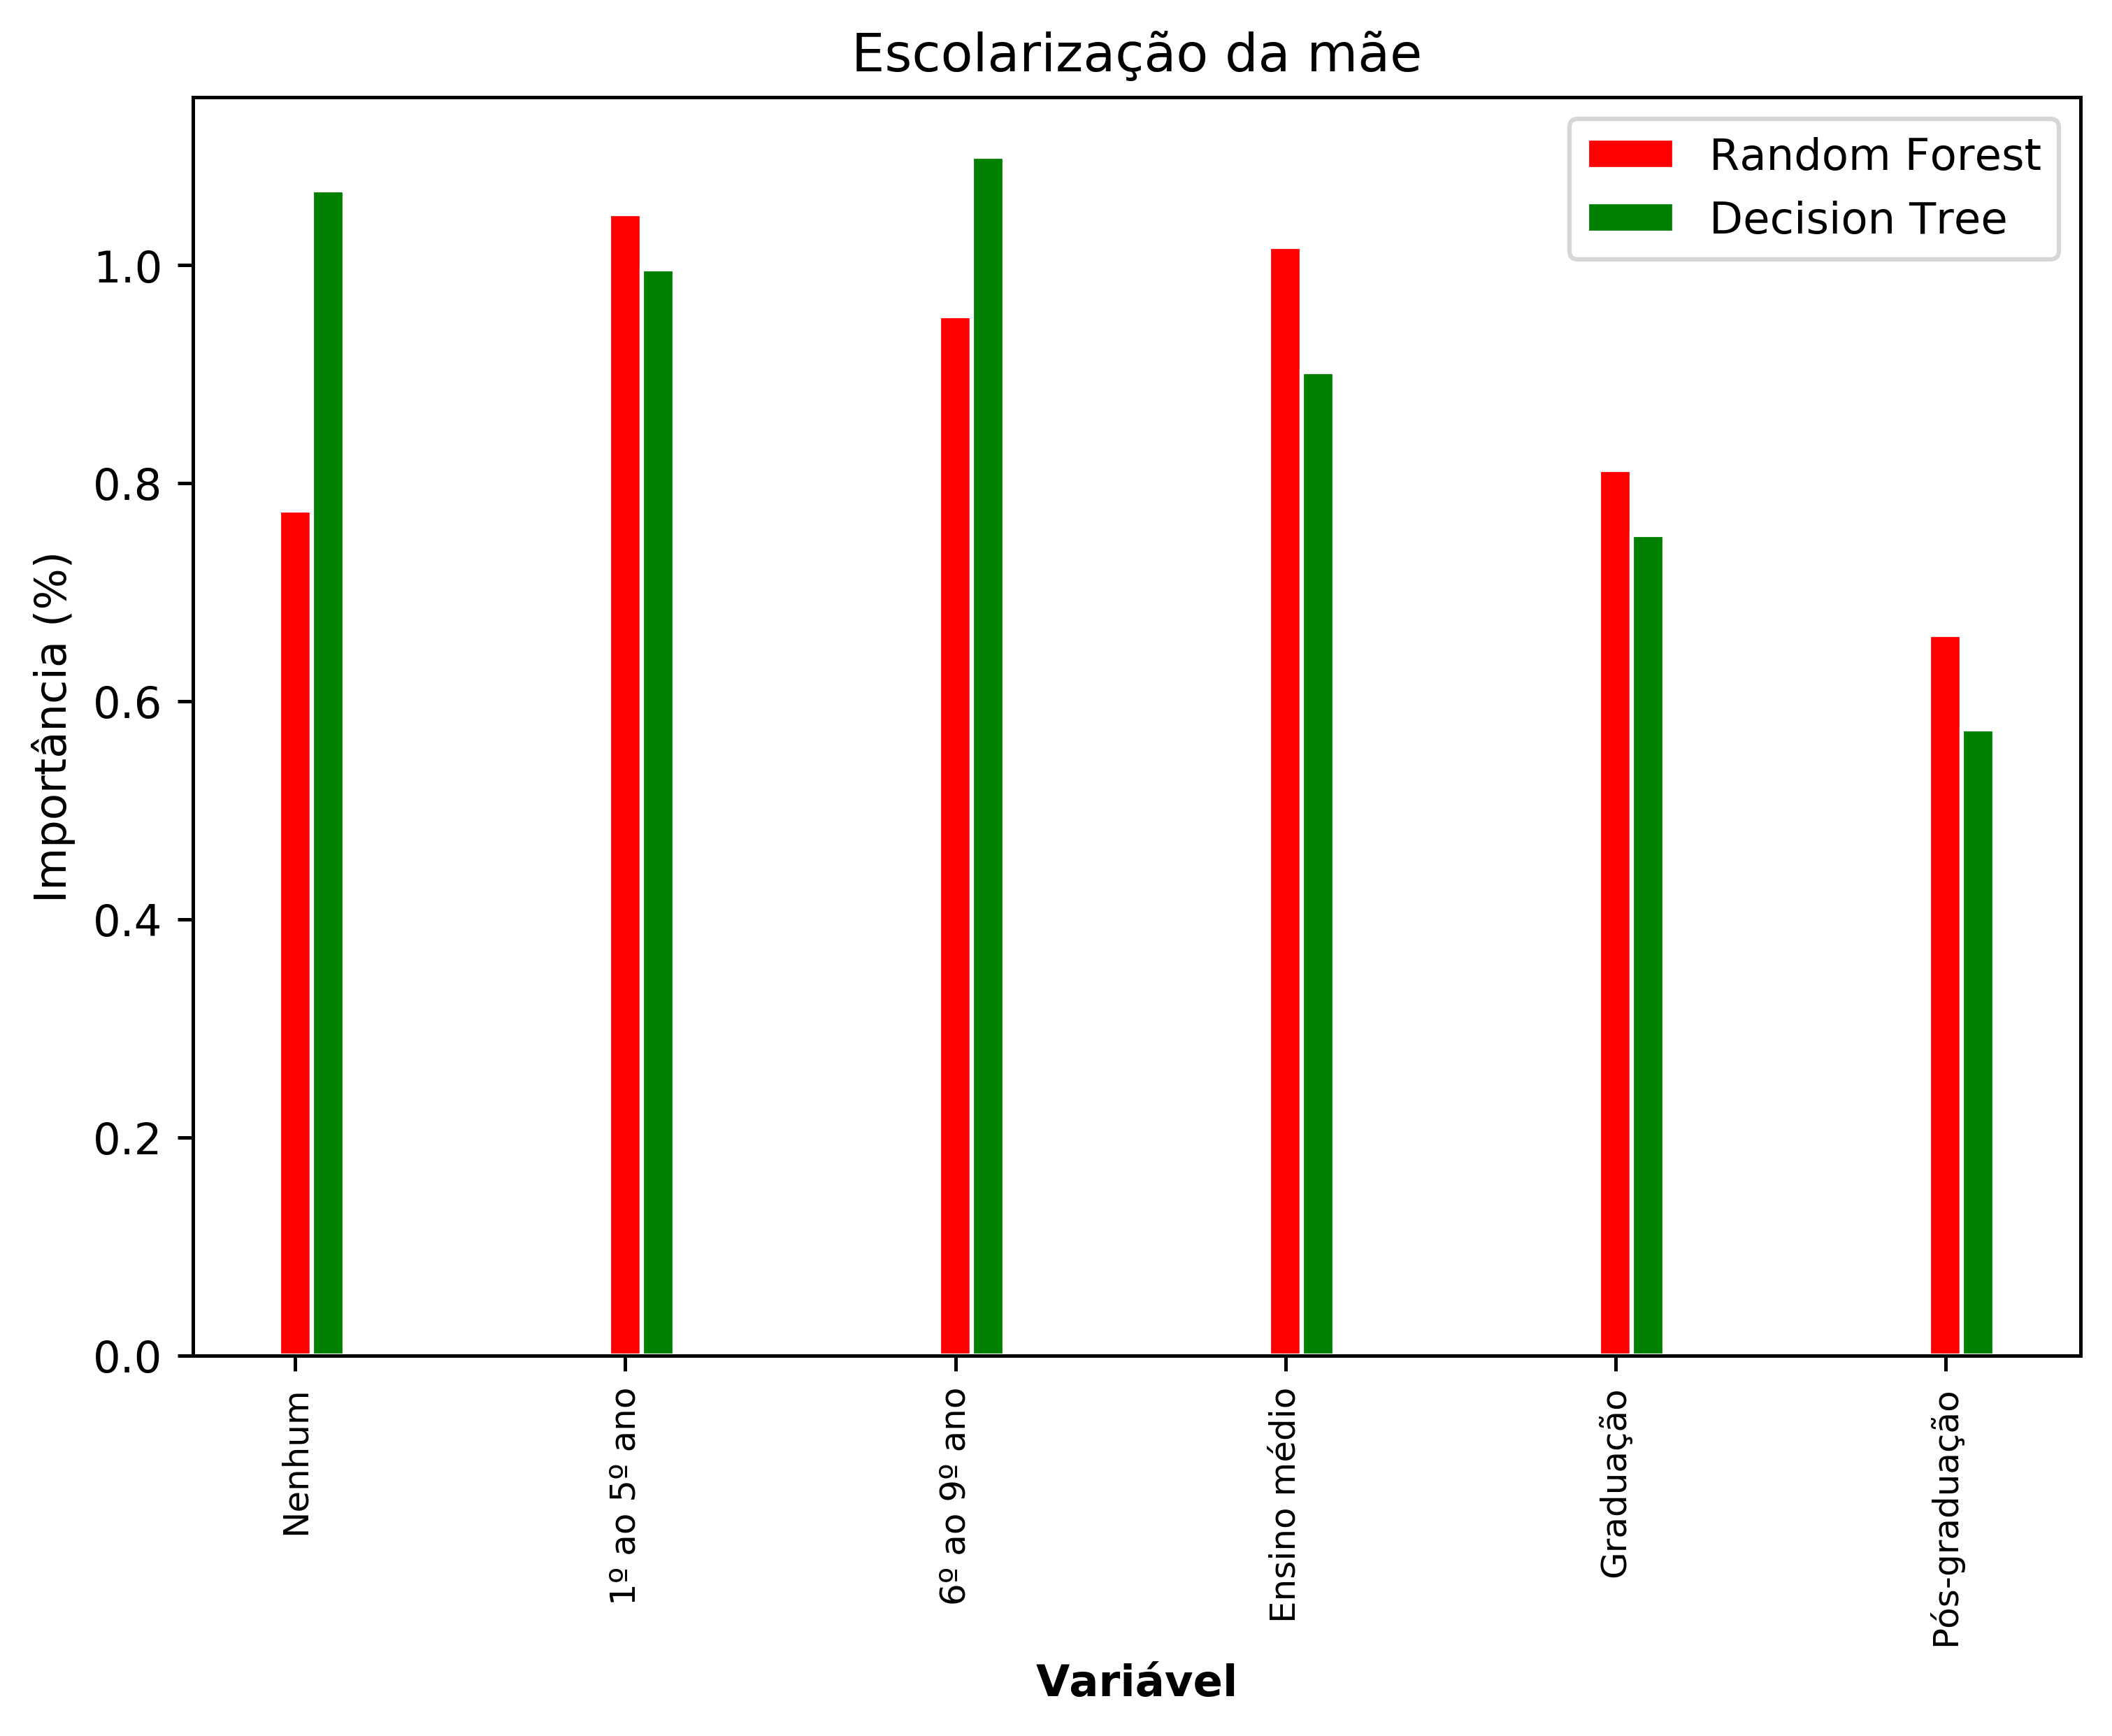 Escolarização da mãe
Random Forest
Decision Tree
Importância (%)
1.0
0.8
0.6
0.4
0.2
0.0
Nenhum
1º ao 5º ano
6º ao 9º ano
Ensino médio
Graduação
Pós-graduação
Variável